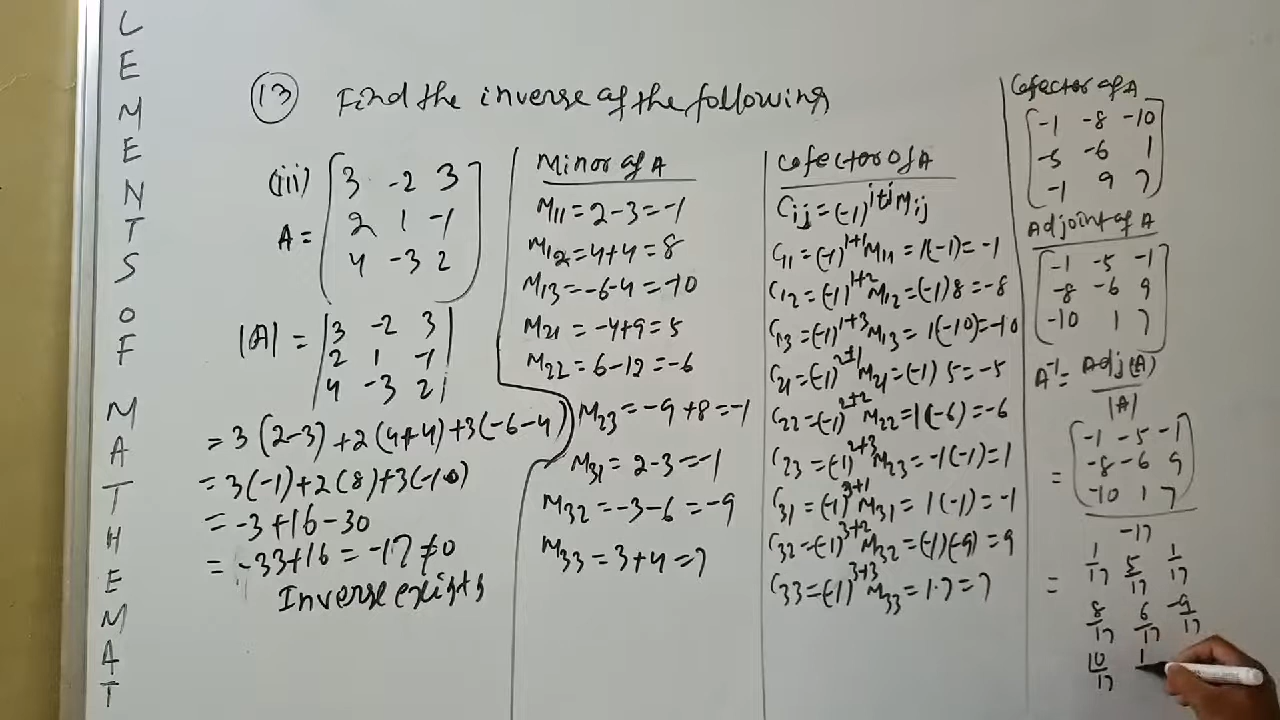 LEMENTS OF MATHEMAT
(13) Find the inverse of the following
(iii) A = [3 -2 3
2 1 -1
4 -3 2]
|A| = |3 -2 3|
|2 1 -1|
|4 -3 2|
= 3(2-3)+2(4+4)+3(-6-4)
= 3(-1)+2(8)+3(-10)
= -3+16-30
= -33+16 = -17 ≠ 0
Inverse exists
Minor of A
M11 = 2-3 = -1
M12 = 4+4 = 8
M13 = -6-4 = -10
M21 = -4+9 = 5
M22 = 6-12 = -6
M23 = -9+8 = -1
M31 = 2-3 = -1
M32 = -3-6 = -9
M33 = 3+4 = 7
Cofector Of A
Cij = (-1)^i+j Mij
C11 = (-1)^1+1 M11 = 1(-1) = -1
C12 = (-1)^1+2 M12 = (-1)8 = -8
C13 = (-1)^1+3 M13 = 1(-10) = -10
C21 = (-1)^2+1 M21 = (-1)5 = -5
C22 = (-1)^2+2 M22 = 1(-6) = -6
C23 = (-1)^2+3 M23 = -1(-1) = 1
C31 = (-1)^3+1 M31 = 1(-1) = -1
C32 = (-1)^3+2 M32 = (-1)(-9) = 9
C33 = (-1)^3+3 M33 = 1·7 = 7
Cofector of A
[-1 -8 -10
-5 -6 1
-1 9 7]
Adjoint of A
[-1 -5 -1
-8 -6 9
-10 1 7]
A^-1 = Adj(A)
|A|
= [-1 -5 -1
-8 -6 9
-10 1 7]
-17
= 1/17 5/17 1/17
8/17 6/17 -9/17
10/17 1